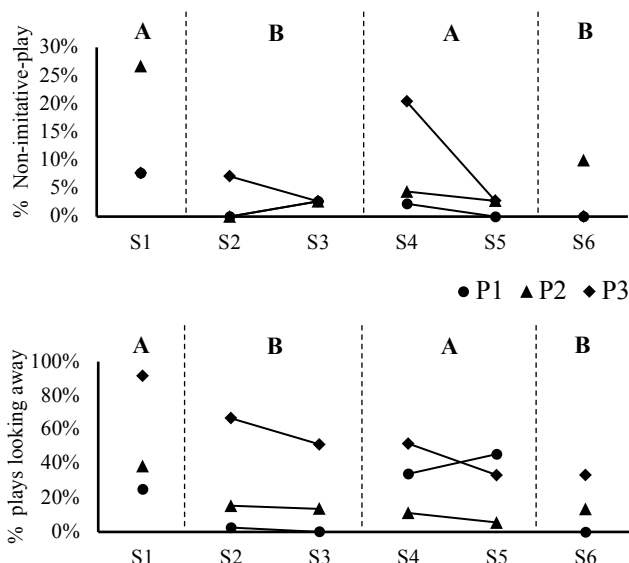 A B A B
% Non-imitative-play
30%
25%
20%
15%
10%
5%
0%
S1 S2 S3 S4 S5 S6
P1 P2 P3
A B A B
% plays looking away
100%
80%
60%
40%
20%
0%
S1 S2 S3 S4 S5 S6